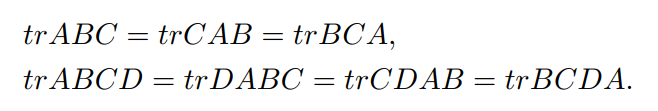 trABC = trCAB = trBCA,
trABCD = trDABC = trCDAB = trBCDA.